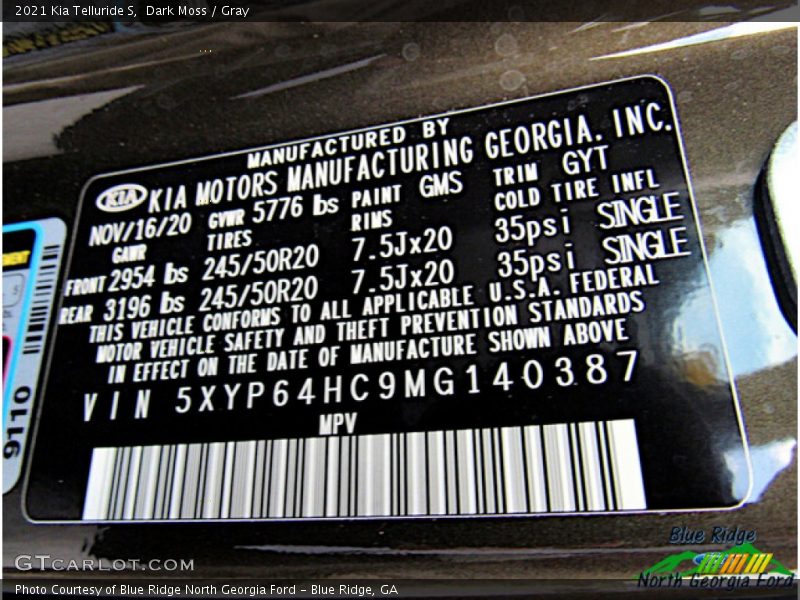 2021 Kia Telluride S,  Dark Moss / Gray
MANUFACTURED BY
KIA KIA MOTORS MANUFACTURING GEORGIA. INC.
NOV/16/20 GVWR 5776 lbs PAINT GMS TRIM GYT
GAWR TIRES RIMS COLD TIRE INFL
FRONT 2954 lbs 245/50R20 7.5Jx20 35psi SINGLE
REAR 3196 lbs 245/50R20 7.5Jx20 35psi SINGLE
THIS VEHICLE CONFORMS TO ALL APPLICABLE U.S.A. FEDERAL
MOTOR VEHICLE SAFETY AND THEFT PREVENTION STANDARDS
IN EFFECT ON THE DATE OF MANUFACTURE SHOWN ABOVE
VIN 5XYP64HC9MG140387
MPV
9110
GTCARLOT.COM
Blue Ridge
North Georgia Ford
Photo Courtesy of Blue Ridge North Georgia Ford – Blue Ridge, GA